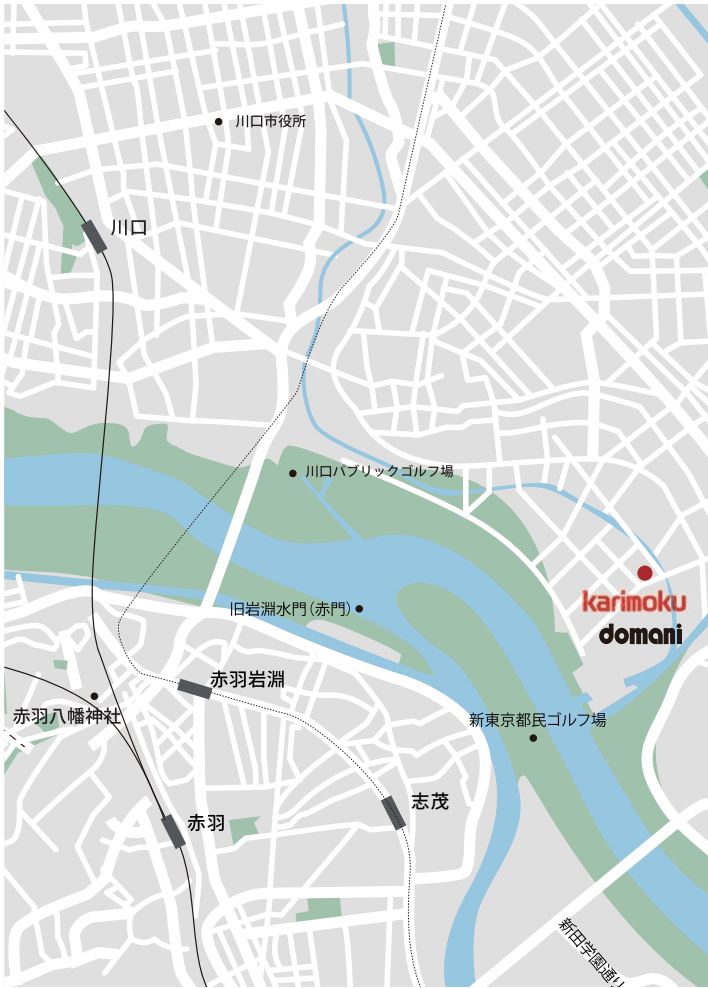 川口市役所
川口
川口パブリックゴルフ場
karimoku
旧岩淵水門(赤門)
domani
赤羽岩淵
赤羽八幡神社
新東京都民ゴルフ場
志茂
赤羽
新田学園通り